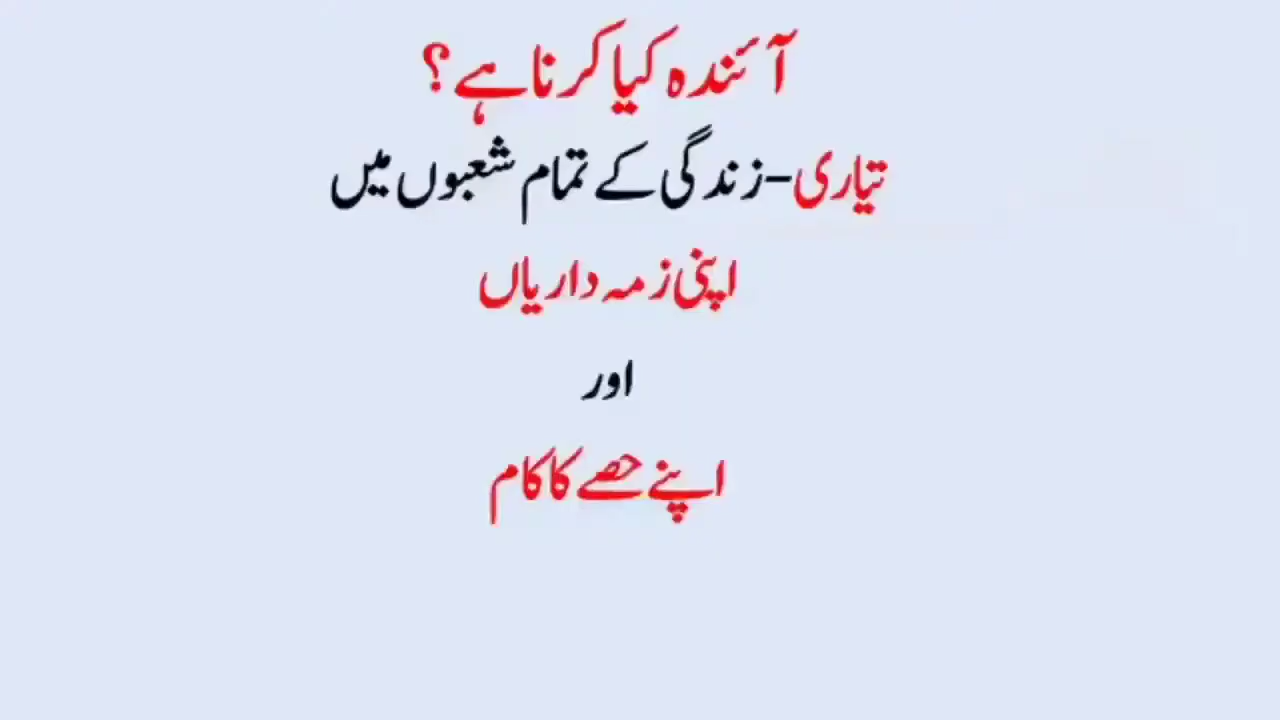 آئندہ کیا کرنا ہے؟
تیاری-زندگی کے تمام شعبوں میں
اپنی زمہ داریاں
اور
اپنے حصے کا کام